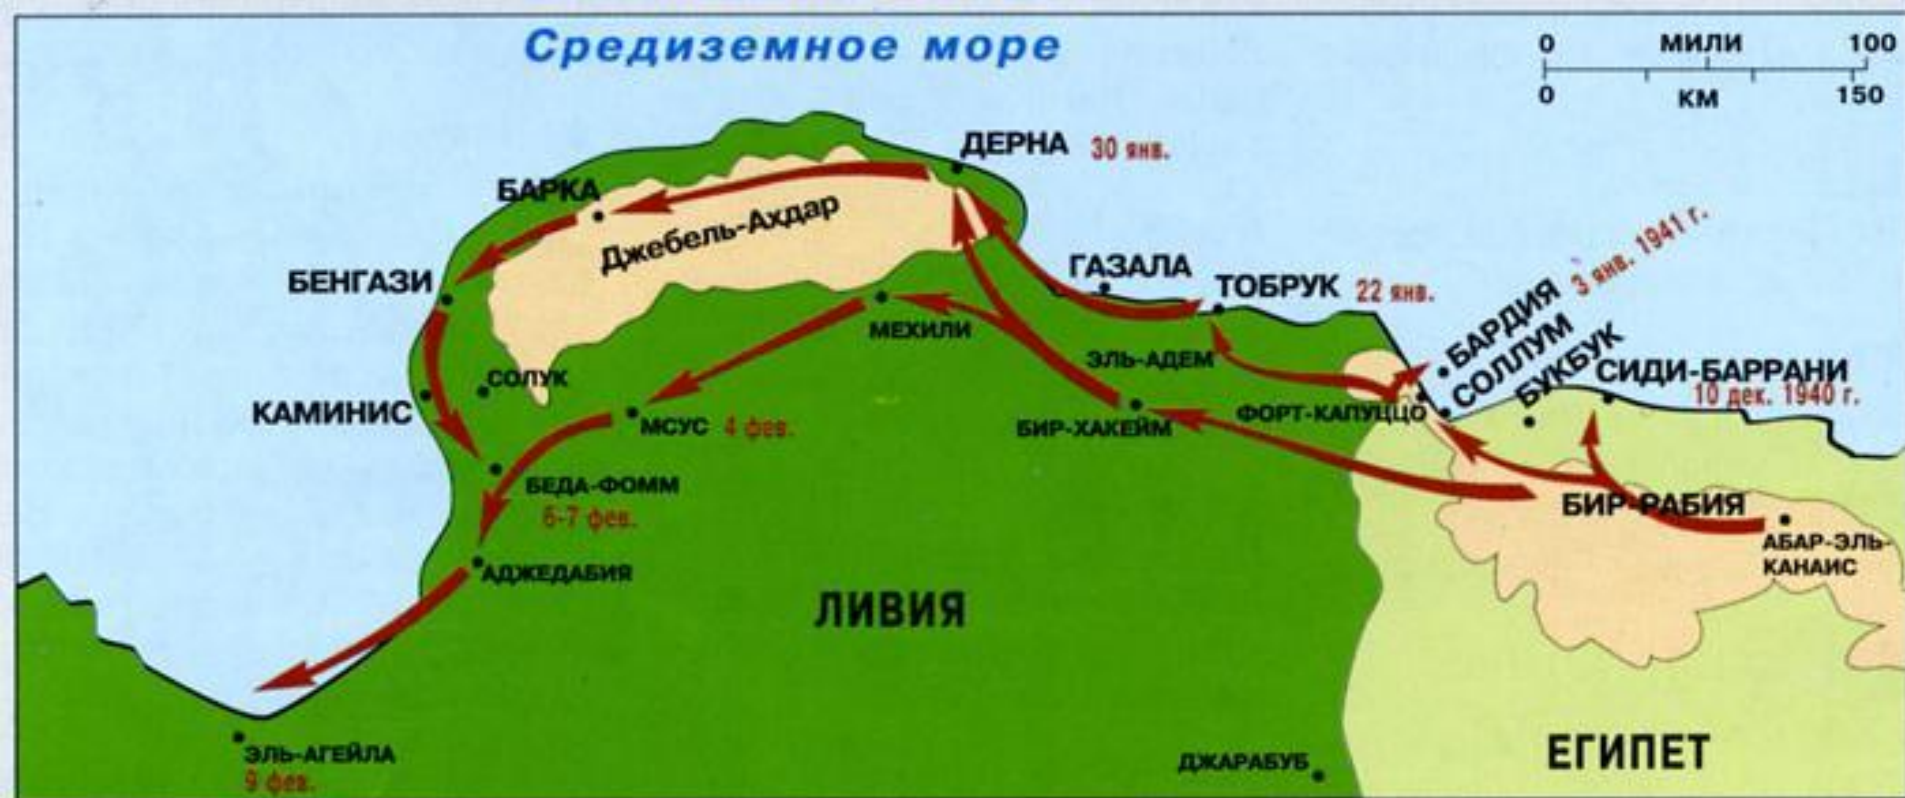 Средиземное море
0 МИЛИ 100
0 КМ 150
ДЕРНА 30 янв.
БАРКА
Джебель-Ахдар
БЕНГАЗИ
ГАЗАЛА
ТОБРУК 22 янв.
БАРДИЯ 3 янв. 1941 г.
СОЛЛУМ
БУКБУК
СИДИ-БАРРАНИ
10 дек. 1940 г.
МЕХИЛИ
ЭЛЬ-АДЕМ
СОЛУК
КАМИНИС
МСУС 4 фев.
БИР-ХАКЕЙМ
ФОРТ-КАПУЦЦО
БЕДА-ФОММ
6-7 фев.
БИР-РАБИЯ
АБАР-ЭЛЬ-
КАНАИС
АДЖЕДАБИЯ
ЛИВИЯ
ЭЛЬ-АГЕЙЛА
9 фев.
ДЖАРАБУБ
ЕГИПЕТ